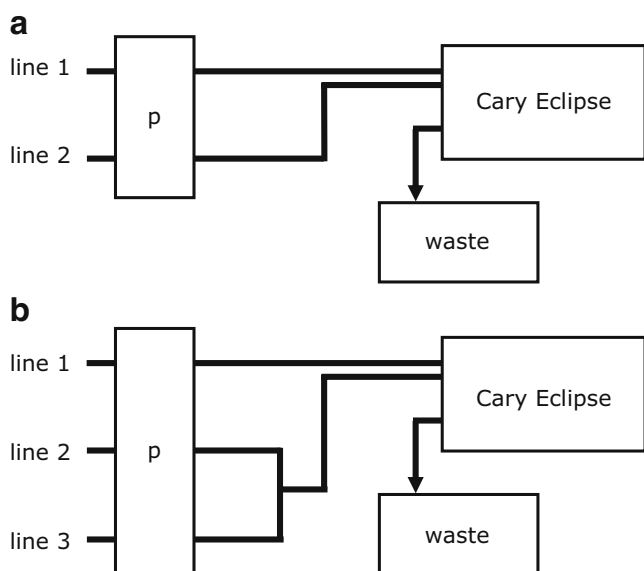 a
line 1
p
Cary Eclipse
line 2
waste
b
line 1
Cary Eclipse
line 2
p
line 3
waste